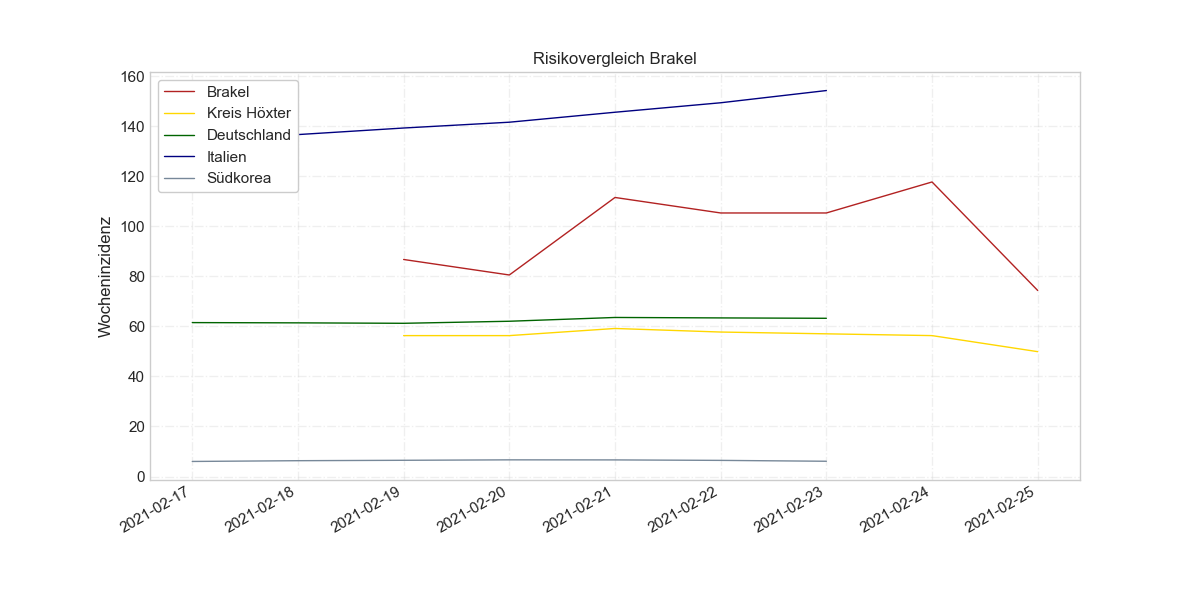 Risikovergleich Brakel
Wocheninzidenz
160
140
120
100
80
60
40
20
0
Brakel
Kreis Höxter
Deutschland
Italien
Südkorea
2021-02-17
2021-02-18
2021-02-19
2021-02-20
2021-02-21
2021-02-22
2021-02-23
2021-02-24
2021-02-25